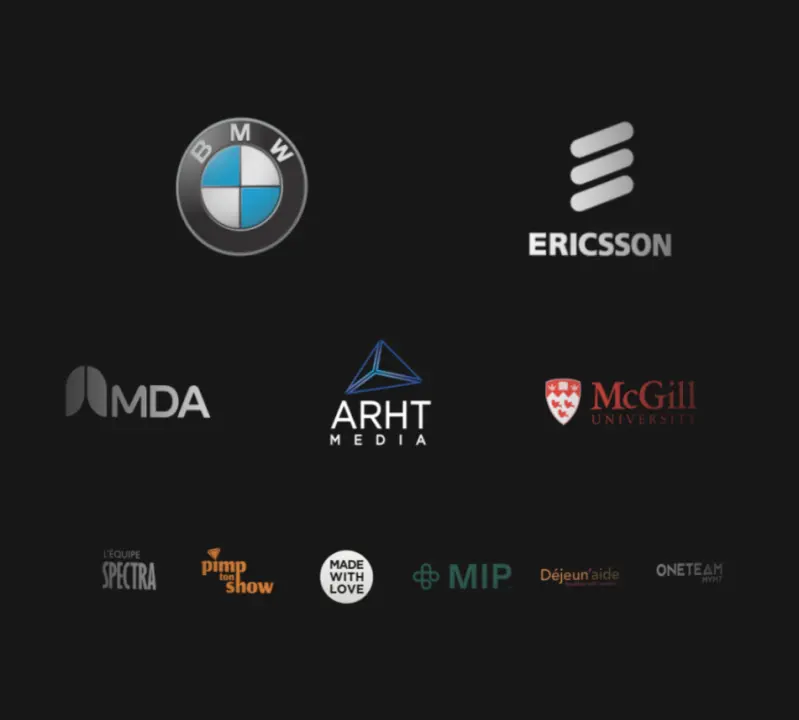 BMW
ERICSSON
MDA
ARHT
MEDIA
McGill
UNIVERSITY
L'ÉQUIPE
SPECTRA
pimp
ton
show
MADE
WITH
LOVE
MIP
Déjeun'aide
ONETEAM
MVMT